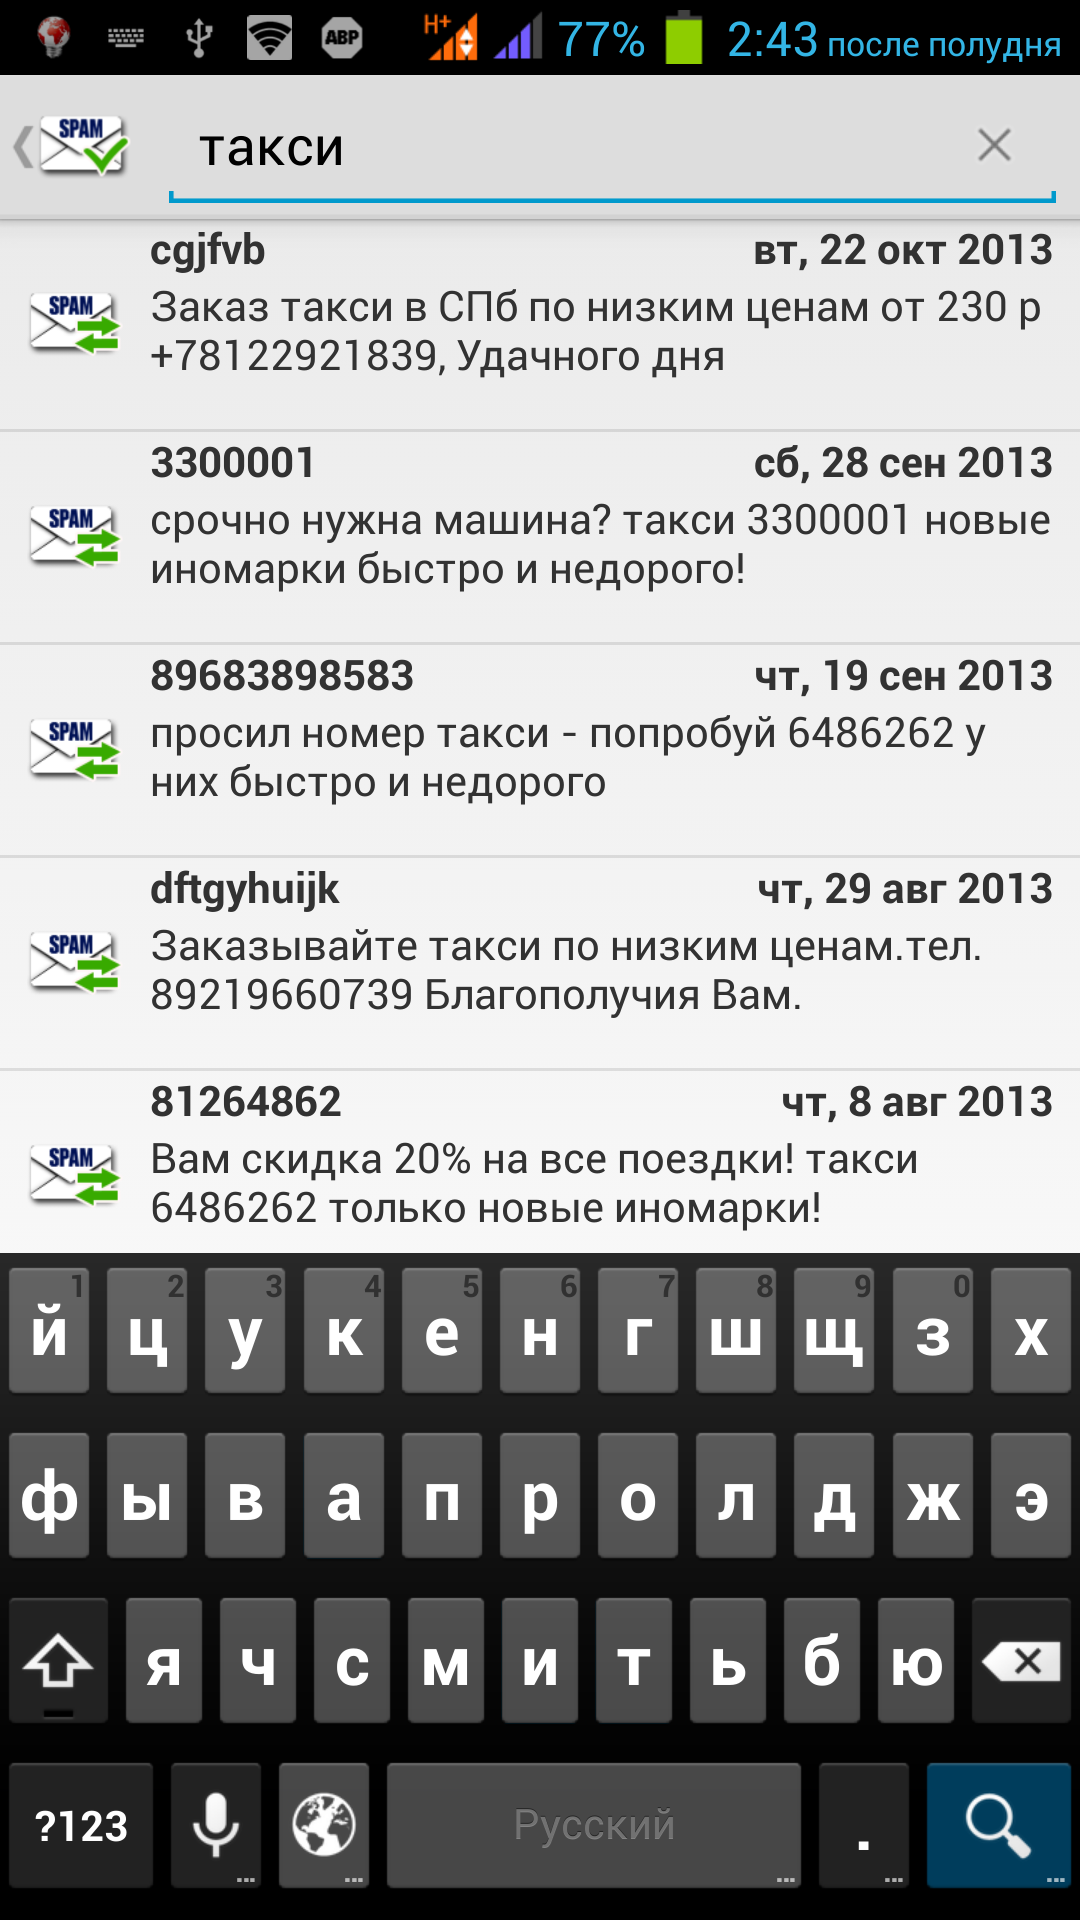 ABP H+ 77% 2:43 после полудня
SPAM такси
cgjfvb вт, 22 окт 2013
SPAM Заказ такси в СПб по низким ценам от 230 р
+78122921839, Удачного дня
3300001 сб, 28 сен 2013
SPAM срочно нужна машина? такси 3300001 новые
иномарки быстро и недорого!
89683898583 чт, 19 сен 2013
SPAM просил номер такси - попробуй 6486262 у
них быстро и недорого
dftgyhuijk чт, 29 авг 2013
SPAM Заказывайте такси по низким ценам.тел.
89219660739 Благополучия Вам.
81264862 чт, 8 авг 2013
SPAM Вам скидка 20% на все поездки! такси
6486262 только новые иномарки!
1 2 3 4 5 6 7 8 9 0
й ц у к е н г ш щ з х
ф ы в а п р о л д ж э
я ч с м и т ь б ю
?123 Русский .